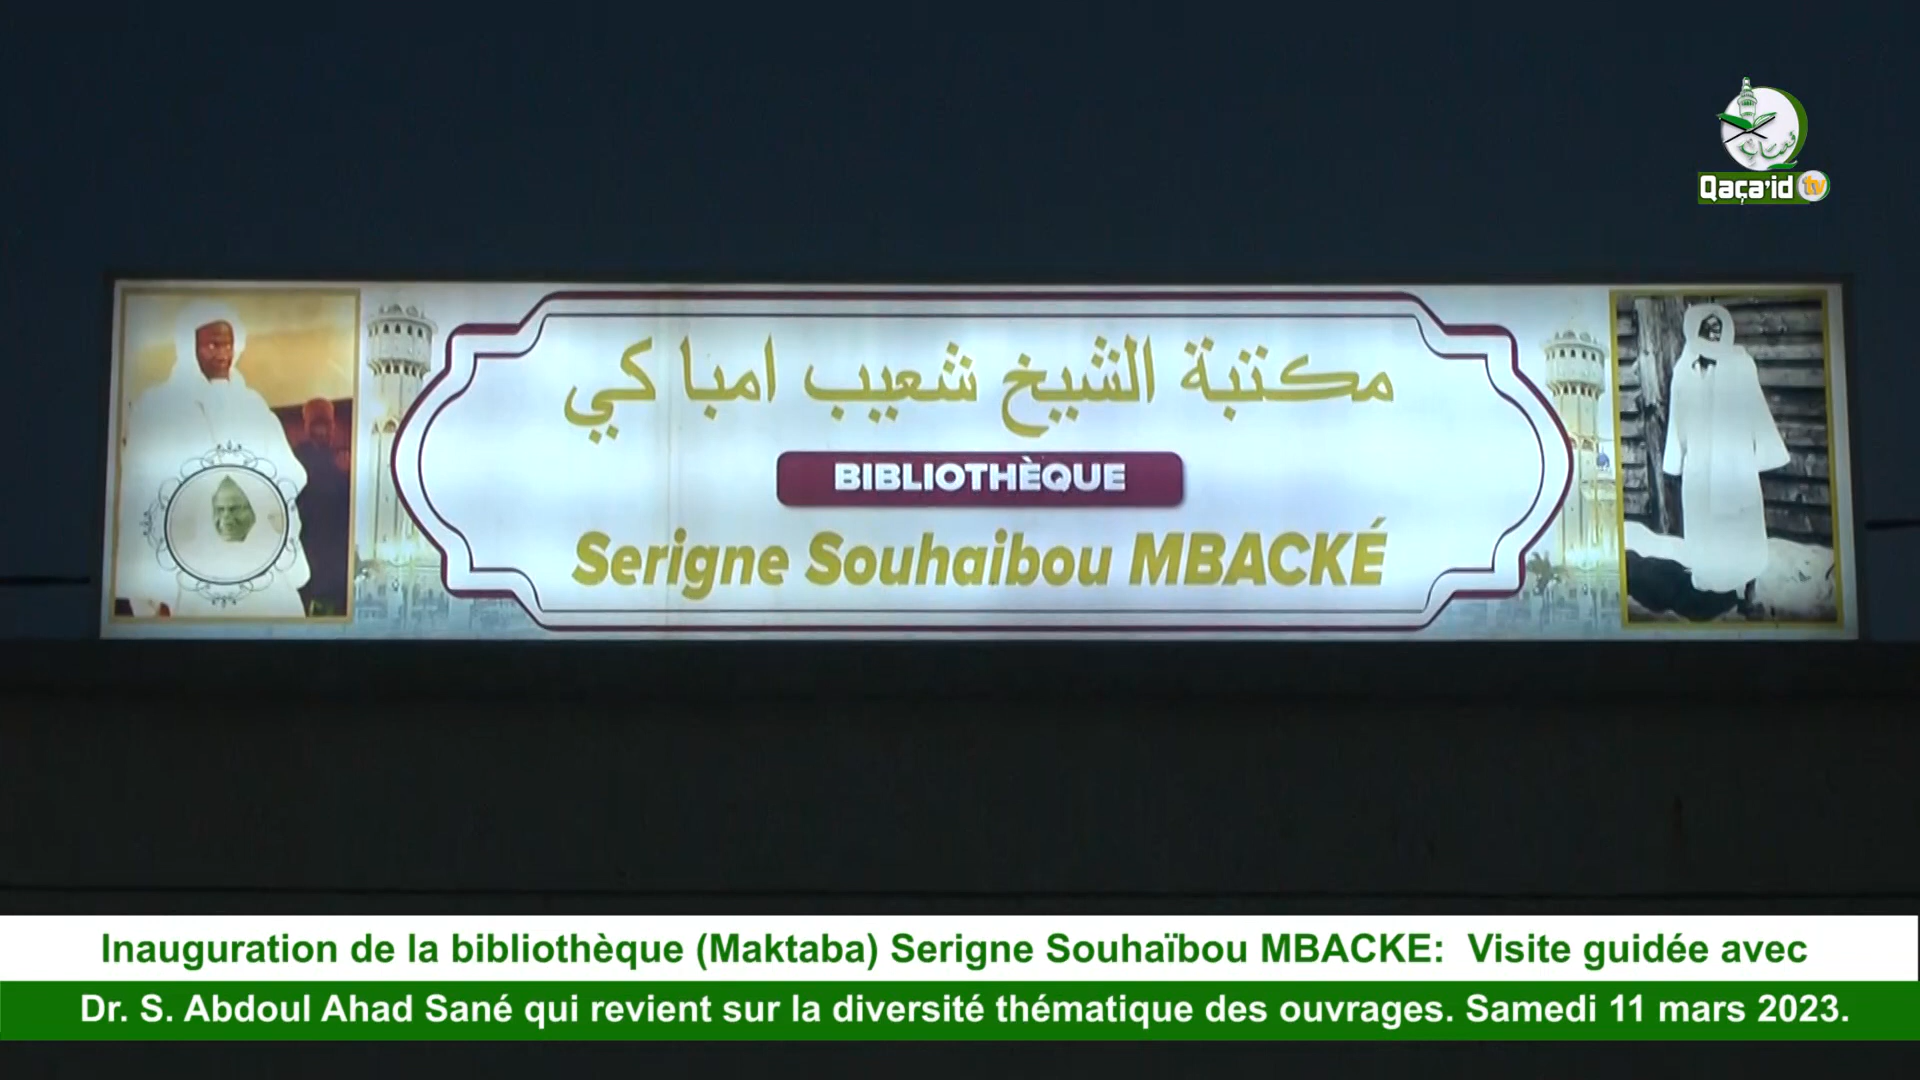 قصائد
Qaça'id tv
مكتبة الشيخ شعيب امباكي
BIBLIOTHÈQUE
Serigne Souhaibou MBACKÉ
Inauguration de la bibliothèque (Maktaba) Serigne Souhaïbou MBACKE: Visite guidée avec
Dr. S. Abdoul Ahad Sané qui revient sur la diversité thématique des ouvrages. Samedi 11 mars 2023.